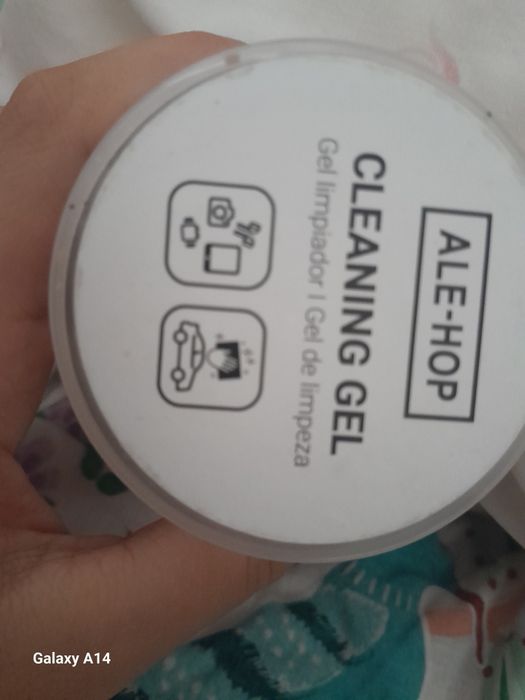 ALE-HOP
CLEANING GEL
Gel limpiador | Gel de limpeza
Galaxy A14